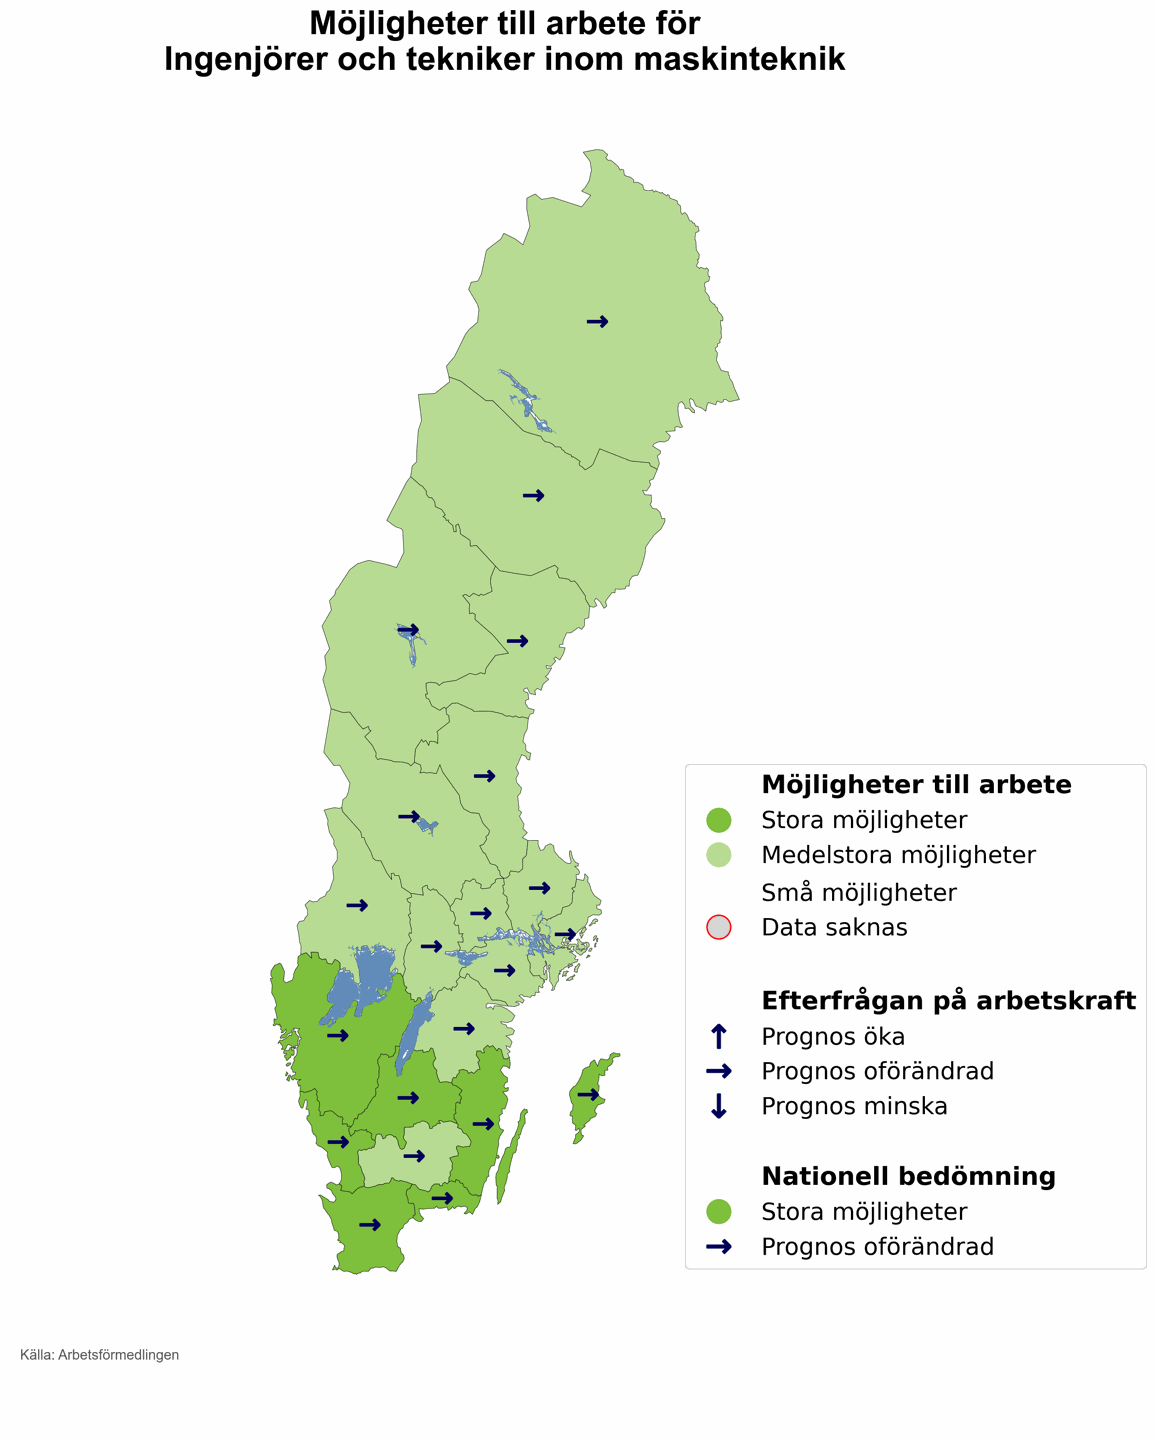 Möjligheter till arbete för
Ingenjörer och tekniker inom maskinteknik
Möjligheter till arbete
Stora möjligheter
Medelstora möjligheter
Små möjligheter
Data saknas
Efterfrågan på arbetskraft
Prognos öka
Prognos oförändrad
Prognos minska
Nationell bedömning
Stora möjligheter
Prognos oförändrad
Källa: Arbetsförmedlingen